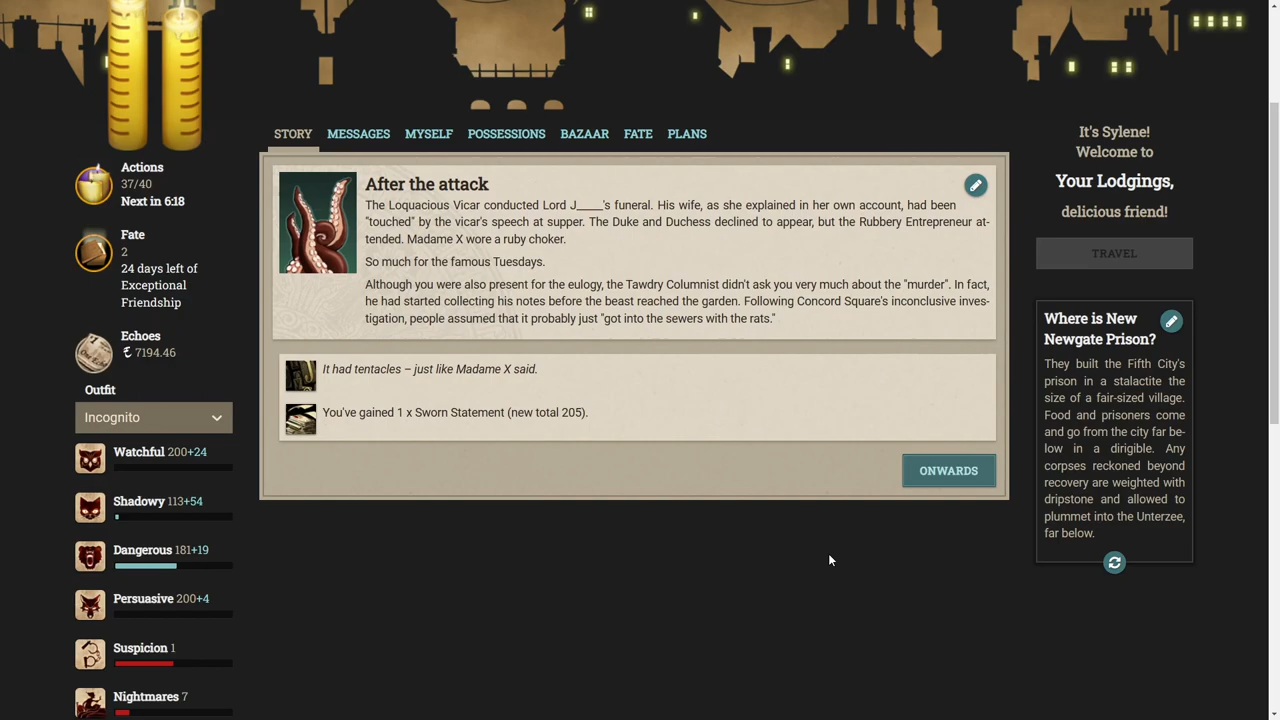 STORY MESSAGES MYSELF POSSESSIONS BAZAAR FATE PLANS
Actions
37/40
Next in 6:18
Fate
2
24 days left of
Exceptional
Friendship
Echoes
7194.46
Outfit
Incognito
Watchful 200+24
Shadowy 113+54
Dangerous 181+19
Persuasive 200+4
Suspicion 1
Nightmares 7
After the attack
The Loquacious Vicar conducted Lord J____'s funeral. His wife, as she explained in her own account, had been
"touched" by the vicar's speech at supper. The Duke and Duchess declined to appear, but the Rubbery Entrepreneur at-
tended. Madame X wore a ruby choker.
So much for the famous Tuesdays.
Although you were also present for the eulogy, the Tawdry Columnist didn't ask you very much about the "murder". In fact,
he had started collecting his notes before the beast reached the garden. Following Concord Square's inconclusive inves-
tigation, people assumed that it probably just "got into the sewers with the rats."
It had tentacles – just like Madame X said.
You've gained 1 x Sworn Statement (new total 205).
ONWARDS
It's Sylene!
Welcome to
Your Lodgings,
delicious friend!
TRAVEL
Where is New
Newgate Prison?
They built the Fifth City's
prison in a stalactite the
size of a fair-sized village.
Food and prisoners come
and go from the city far be-
low in a dirigible. Any
corpses reckoned beyond
recovery are weighted with
dripstone and allowed to
plummet into the Unterzee,
far below.